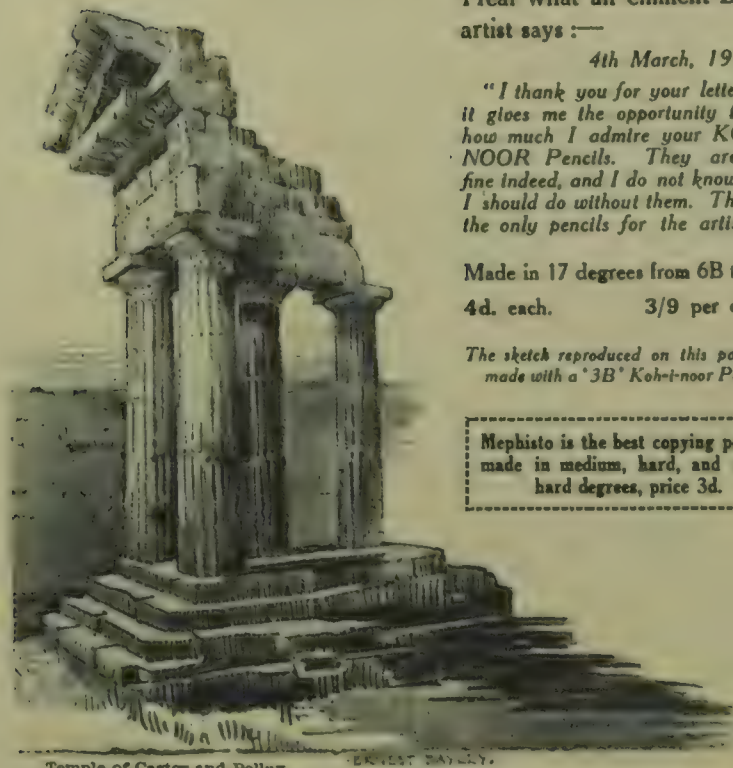 artist says :—
4th March, 19
"I thank you for your lette
it gives me the opportunity
how much I admire your KO
NOOR Pencils. They are
fine indeed, and I do not know
I should do without them. Th
the only pencils for the artis
Made in 17 degrees from 6B
4d. each. 3/9 per
The sketch reproduced on this pa
made with a '3B' Koh-i-noor P
Mephisto is the best copying p
made in medium, hard, and
hard degrees, price 3d.
Temple of Castor and Pollux
ERNEST